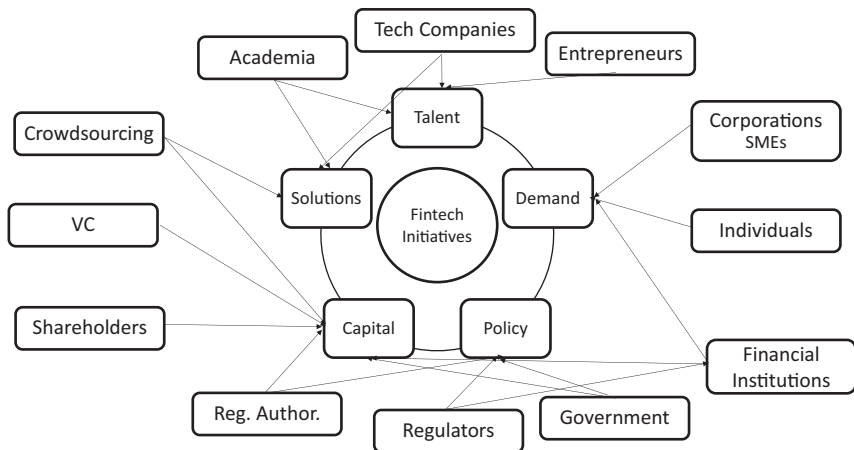 Tech Companies
Academia
Entrepreneurs
Talent
Crowdsourcing
Corporations
SMEs
Solutions
Demand
Fintech
Initiatives
VC
Individuals
Shareholders
Capital
Policy
Financial
Institutions
Reg. Author.
Regulators
Government